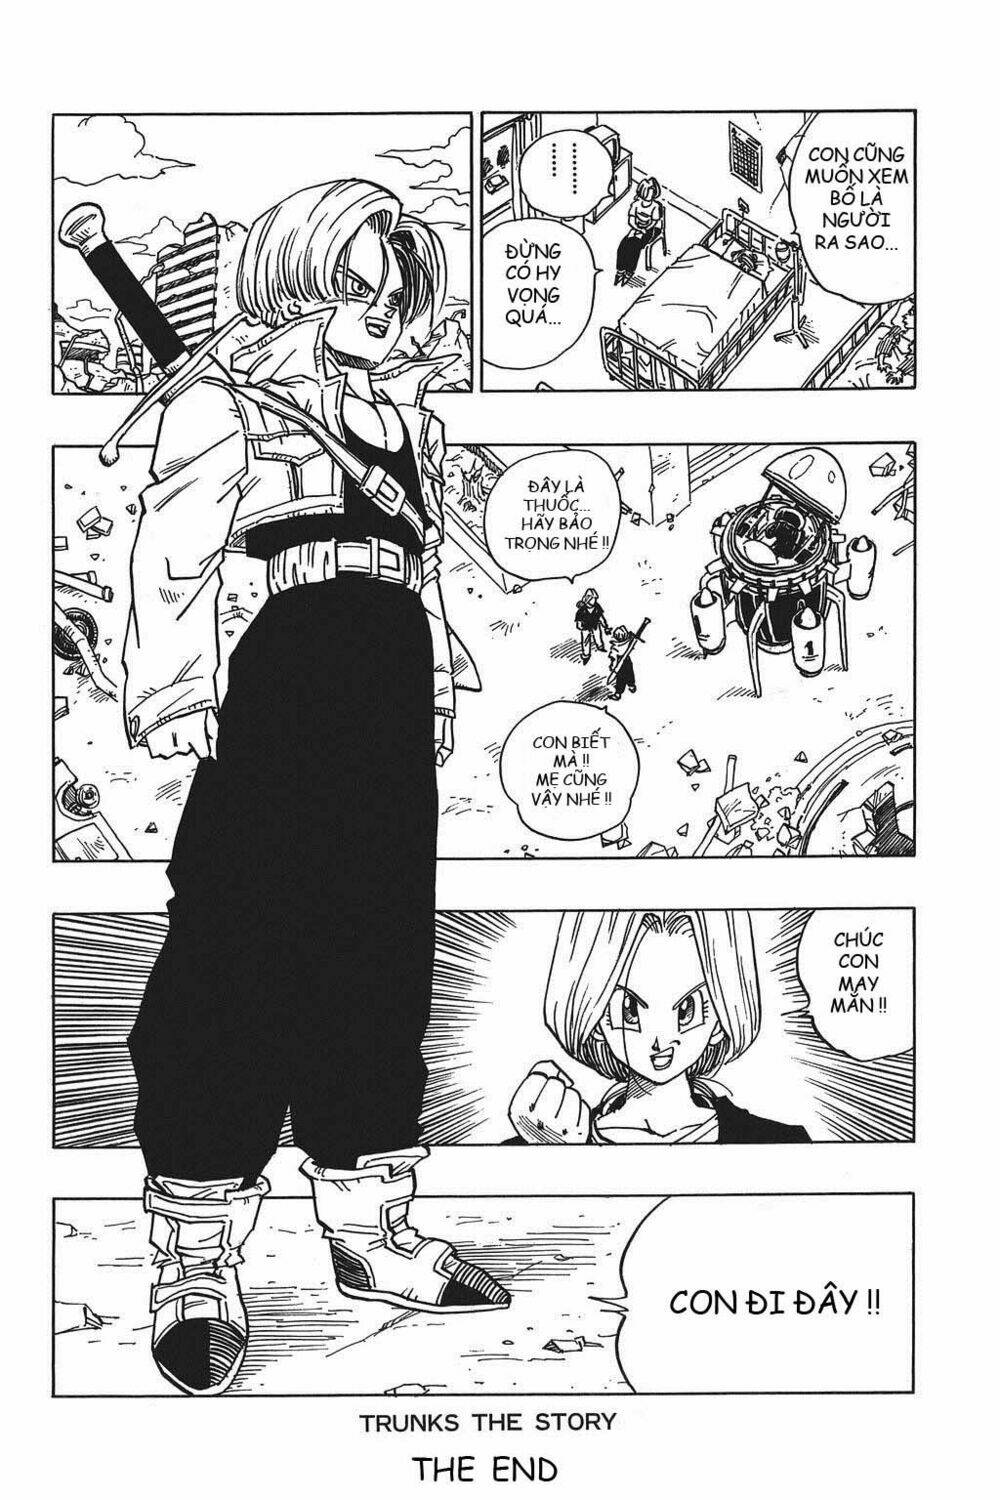 CON CŨNG
MUỐN XEM
BỐ LÀ
NGƯỜI
RA SAO...
ĐỪNG
CÓ HY
VỌNG
QUÁ...
ĐÂY LÀ
THUỐC...
HÃY BẢO
TRỌNG NHÉ !!
1
CON BIẾT
MÀ !!
MẸ CŨNG
VẬY NHÉ !!
CHÚC
CON
MAY
MẮN !!
CON ĐI ĐÂY !!
TRUNKS THE STORY
THE END